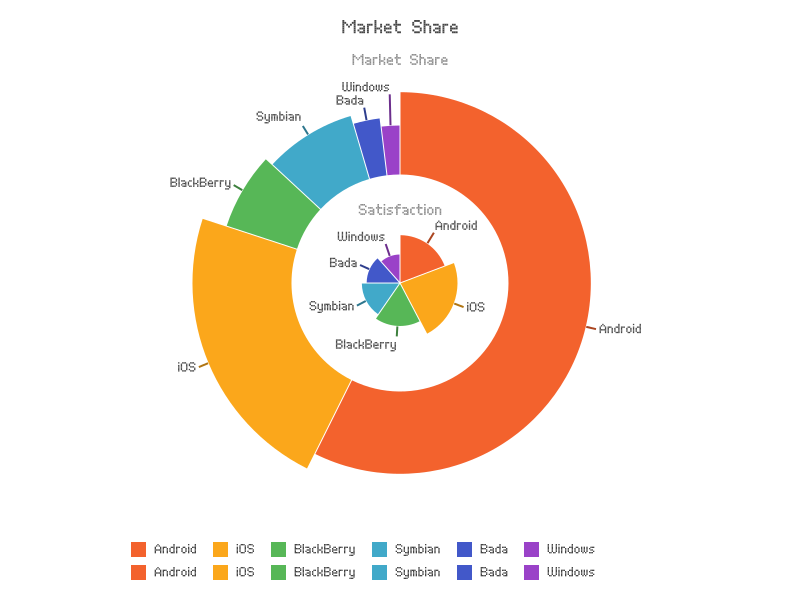 Market Share
Market Share
Windows
Bada
Symbian
BlackBerry
Satisfaction
Android
Windows
Bada
Symbian
iOS
BlackBerry
Android
iOS
Android iOS BlackBerry Symbian Bada Windows
Android iOS BlackBerry Symbian Bada Windows